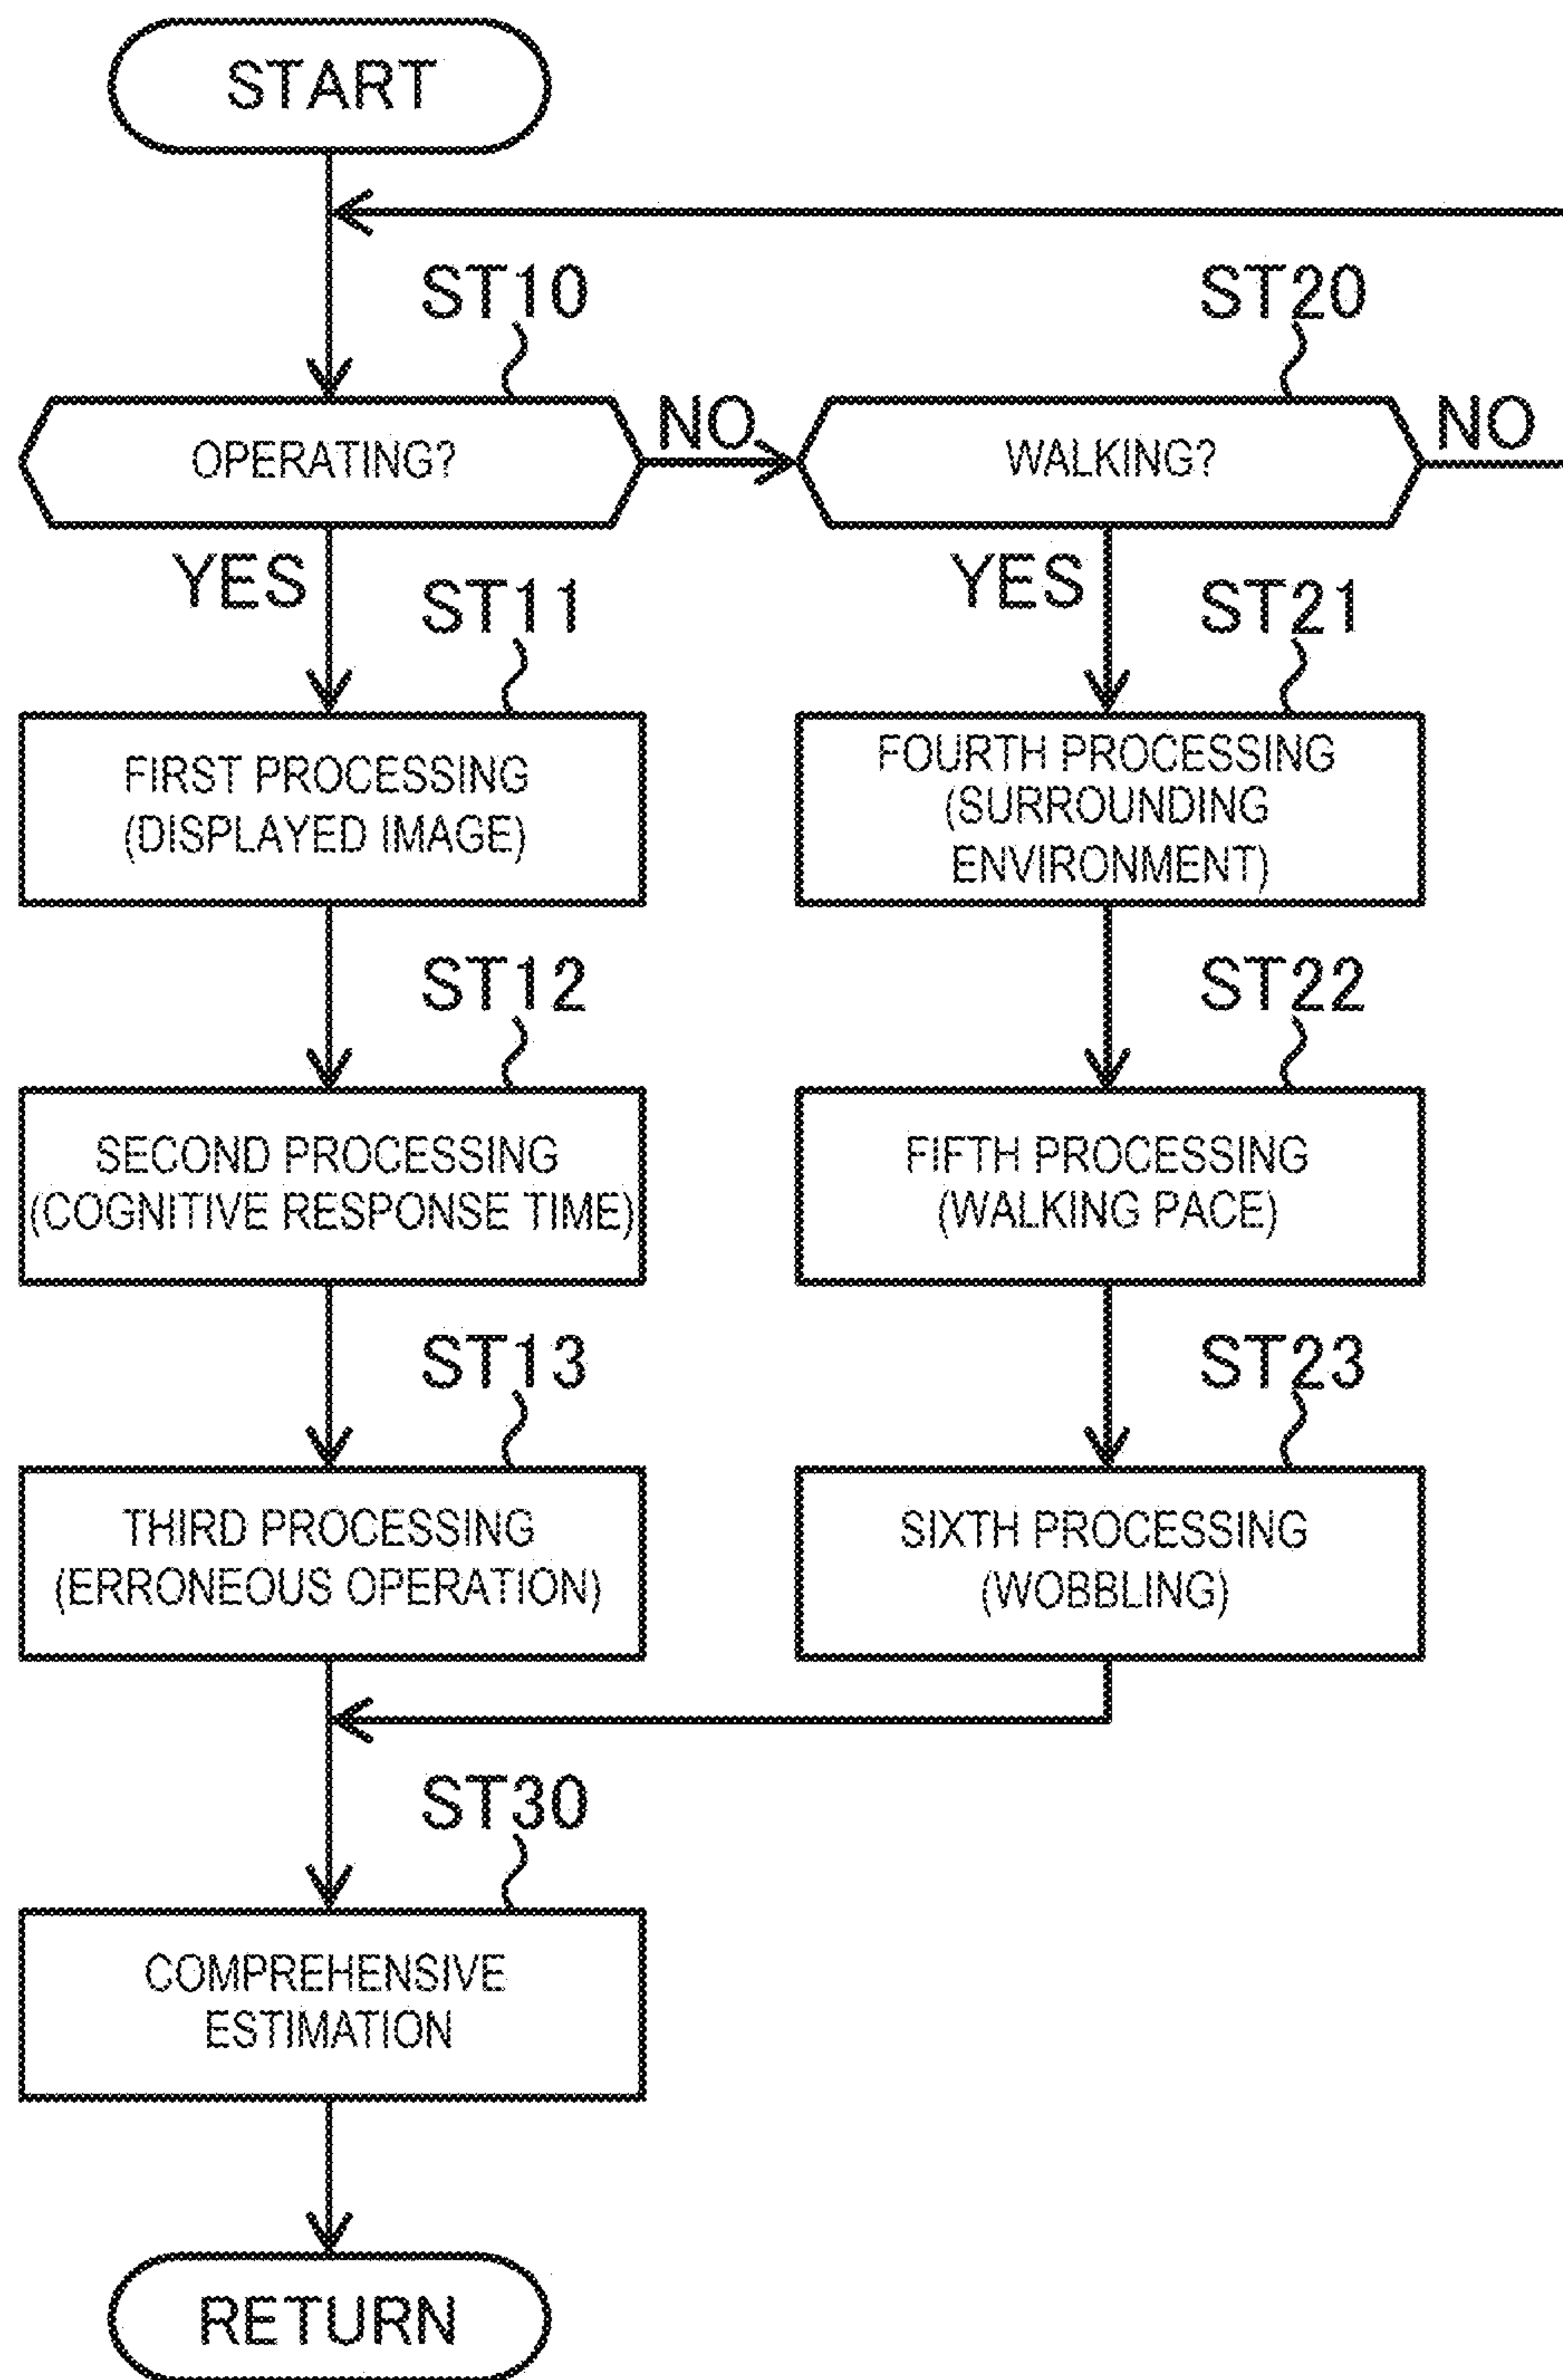 START
ST10
ST20
OPERATING?
NO
WALKING?
NO
YES
ST11
YES
ST21
FIRST PROCESSING
(DISPLAYED IMAGE)
FOURTH PROCESSING
(SURROUNDING
ENVIRONMENT)
ST12
ST22
SECOND PROCESSING
(COGNITIVE RESPONSE TIME)
FIFTH PROCESSING
(WALKING PACE)
ST13
ST23
THIRD PROCESSING
(ERRONEOUS OPERATION)
SIXTH PROCESSING
(WOBBLING)
ST30
COMPREHENSIVE
ESTIMATION
RETURN